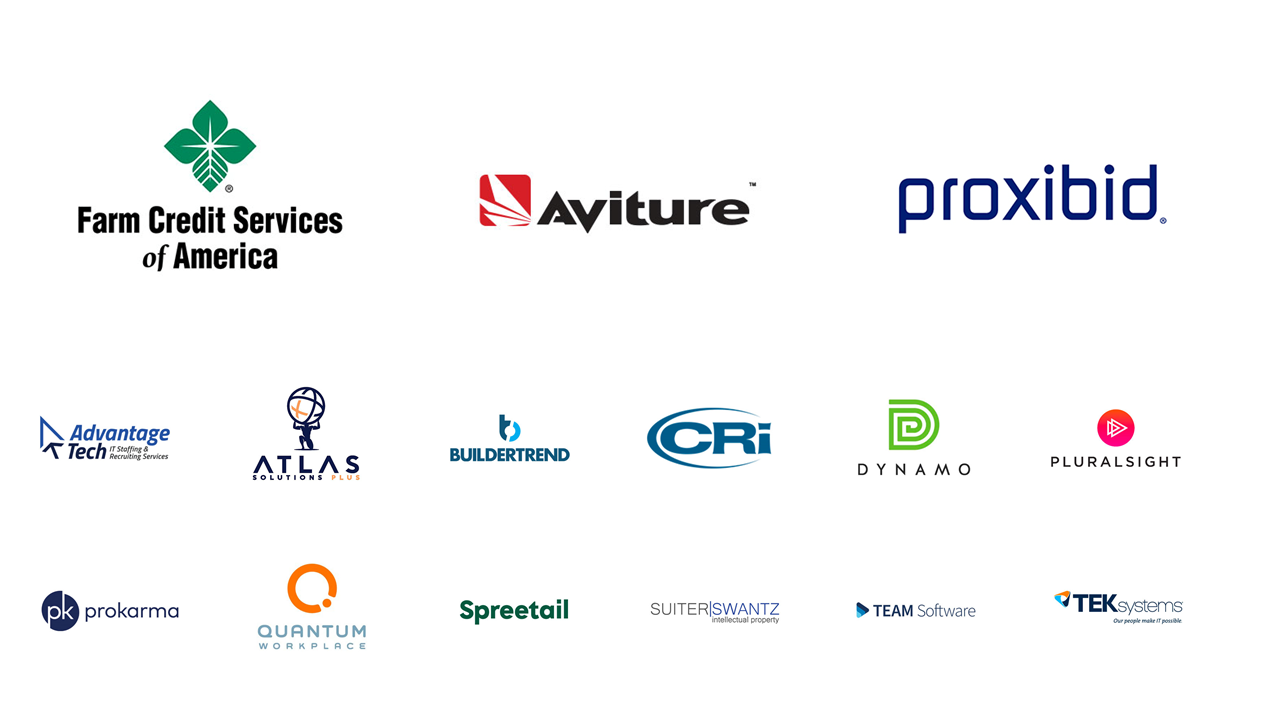 Farm Credit Services
of America
®
Aviture™
proxibid®
Advantage
Tech IT Staffing &
Recruiting Services
ATLAS
SOLUTIONS PLUS
BUILDERTREND
CRi
DYNAMO
PLURALSIGHT
pk prokarma
QUANTUM
WORKPLACE
Spreetail
SUITER|SWANTZ
intellectual property
TEAM Software
TEKsystems
Our people make IT possible.